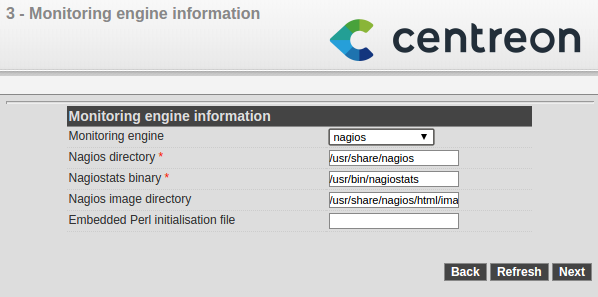 3 - Monitoring engine information
centreon
Monitoring engine information
Monitoring engine nagios
Nagios directory * /usr/share/nagios
Nagiostats binary * /usr/bin/nagiostats
Nagios image directory /usr/share/nagios/html/ima
Embedded Perl initialisation file
Back Refresh Next